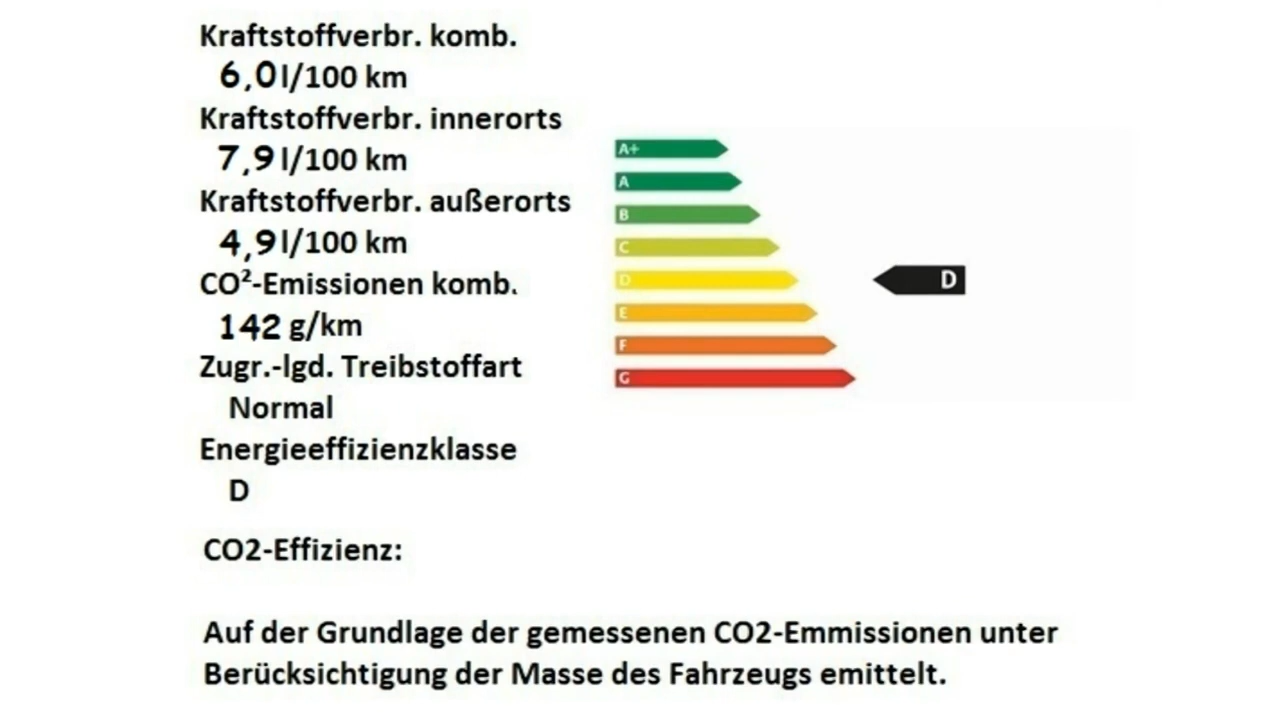 Kraftstoffverbr. komb.
6,0 l/100 km
Kraftstoffverbr. innerorts
7,9 l/100 km
Kraftstoffverbr. außerorts
4,9 l/100 km
CO²-Emissionen komb.
142 g/km
Zugr.-lgd. Treibstoffart
Normal
Energieeffizienzklasse
D
A+
A
B
C
D
D
E
F
G
CO2-Effizienz:
Auf der Grundlage der gemessenen CO2-Emmissionen unter
Berücksichtigung der Masse des Fahrzeugs emittelt.